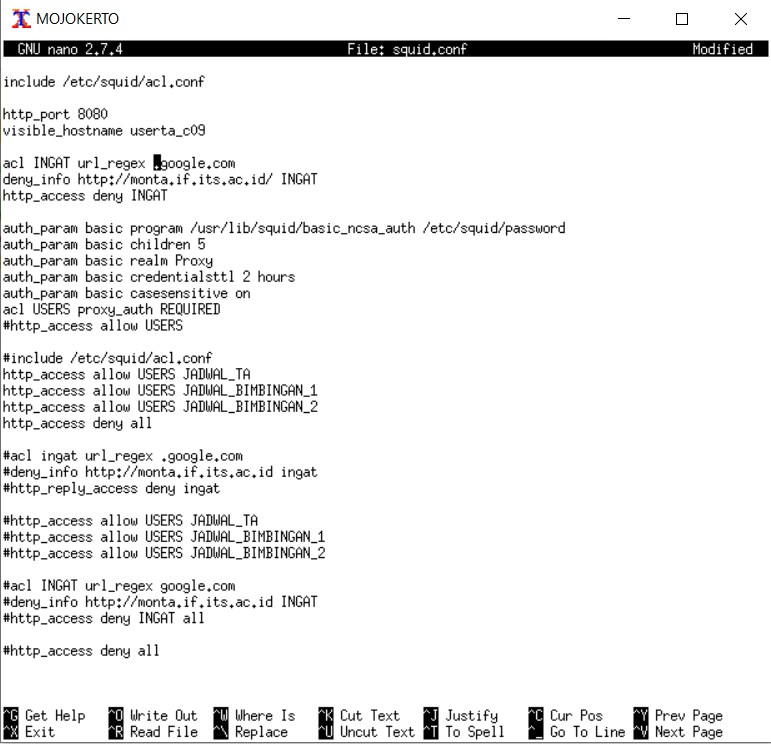 MOJOKERTO
GNU nano 2.7.4 File: squid.conf Modified
include /etc/squid/acl.conf
http_port 8080
visible_hostname userta_c09
acl INGAT url_regex .google.com
deny_info http://monta.if.its.ac.id/ INGAT
http_access deny INGAT
auth_param basic program /usr/lib/squid/basic_ncsa_auth /etc/squid/password
auth_param basic children 5
auth_param basic realm Proxy
auth_param basic credentialsttl 2 hours
auth_param basic casesensitive on
acl USERS proxy_auth REQUIRED
#http_access allow USERS
#include /etc/squid/acl.conf
http_access allow USERS JADWAL_TA
http_access allow USERS JADWAL_BIMBINGAN_1
http_access allow USERS JADWAL_BIMBINGAN_2
http_access deny all
#acl ingat url_regex .google.com
#deny_info http://monta.if.its.ac.id ingat
#http_reply_access deny ingat
#http_access allow USERS JADWAL_TA
#http_access allow USERS JADWAL_BIMBINGAN_1
#http_access allow USERS JADWAL_BIMBINGAN_2
#acl INGAT url_regex google.com
#deny_info http://monta.if.its.ac.id INGAT
#http_access deny INGAT all
#http_access deny all
^G Get Help ^O Write Out ^W Where Is ^K Cut Text ^J Justify ^C Cur Pos ^Y Prev Page
^X Exit ^R Read File ^\ Replace ^U Uncut Text ^T To Spell ^_ Go To Line ^V Next Page